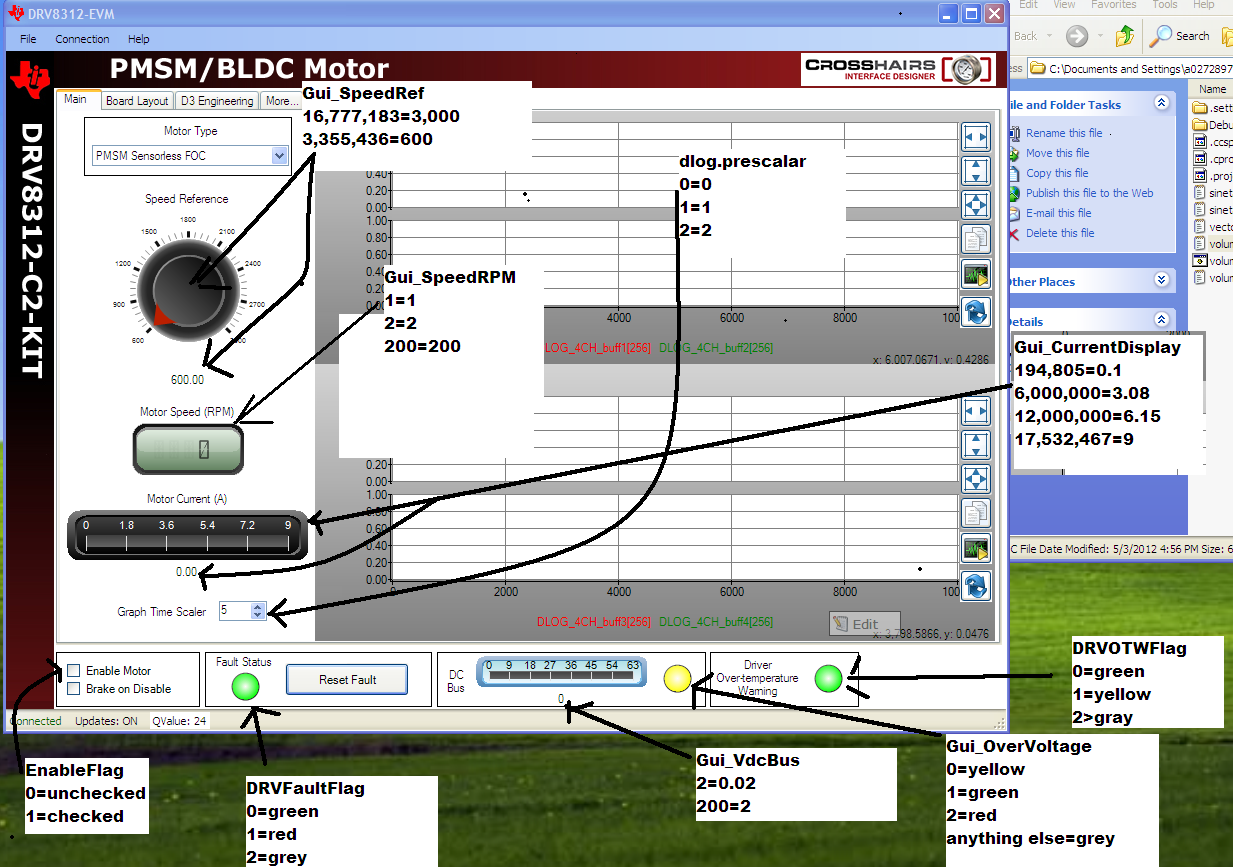 DRV8312-EVM
File Connection Help
PMSM/BLDC Motor
CROSSHAIRS
INTERFACE DESIGNER
DRV8312-C2-KIT
Main Board Layout D3 Engineering More...
Motor Type
PMSM Sensorless FOC
Speed Reference
1800
1500 2100
1200 2400
900 2700
600
600.00
Motor Speed (RPM)
0
Motor Current (A)
0 1.8 3.6 5.4 7.2 9
0.00
Graph Time Scaler 5
Gui_SpeedRef
16,777,183=3,000
3,355,436=600
0.40
0.20
0.00
1.00
0.80
0.60
0.40
0.20
0.00
4000 6000 8000 100
LOG_4CH_buff1[256] DLOG_4CH_buff2[256]
x: 6.007.0671, y: 0.4286
dlog.prescalar
0=0
1=1
2=2
Gui_SpeedRPM
1=1
2=2
200=200
0.20
0.00
1.00
0.80
0.60
0.40
0.20
0.00
0 2000 4000 6000 8000 100
DLOG_4CH_buff3[256] DLOG_4CH_buff4[256]
Edit
x: 3,798.5866, y: 0.0476
Enable Motor
Brake on Disable
Fault Status
Reset Fault
DC
Bus
0 9 18 27 36 45 54 63
0
Driver
Over-temperature
Warning
Connected Updates: ON QValue: 24
Edit View Favorites Tools Help
Back Search
ess C:\Documents and Settings\a0272897
File and Folder Tasks
Rename this file
Move this file
Copy this file
Publish this file to the Web
E-mail this file
Delete this file
Other Places
Details
Name
.sett
Debu
.ccsp
.cpro
.proj
sinet
sinet
vecto
volum
volum
volum
C File Date Modified: 5/3/2012 4:56 PM Size: 6
Gui_CurrentDisplay
194,805=0.1
6,000,000=3.08
12,000,000=6.15
17,532,467=9
DRVOTWFlag
0=green
1=yellow
2>gray
EnableFlag
0=unchecked
1=checked
DRVFaultFlag
0=green
1=red
2=grey
Gui_VdcBus
2=0.02
200=2
Gui_OverVoltage
0=yellow
1=green
2=red
anything else=grey